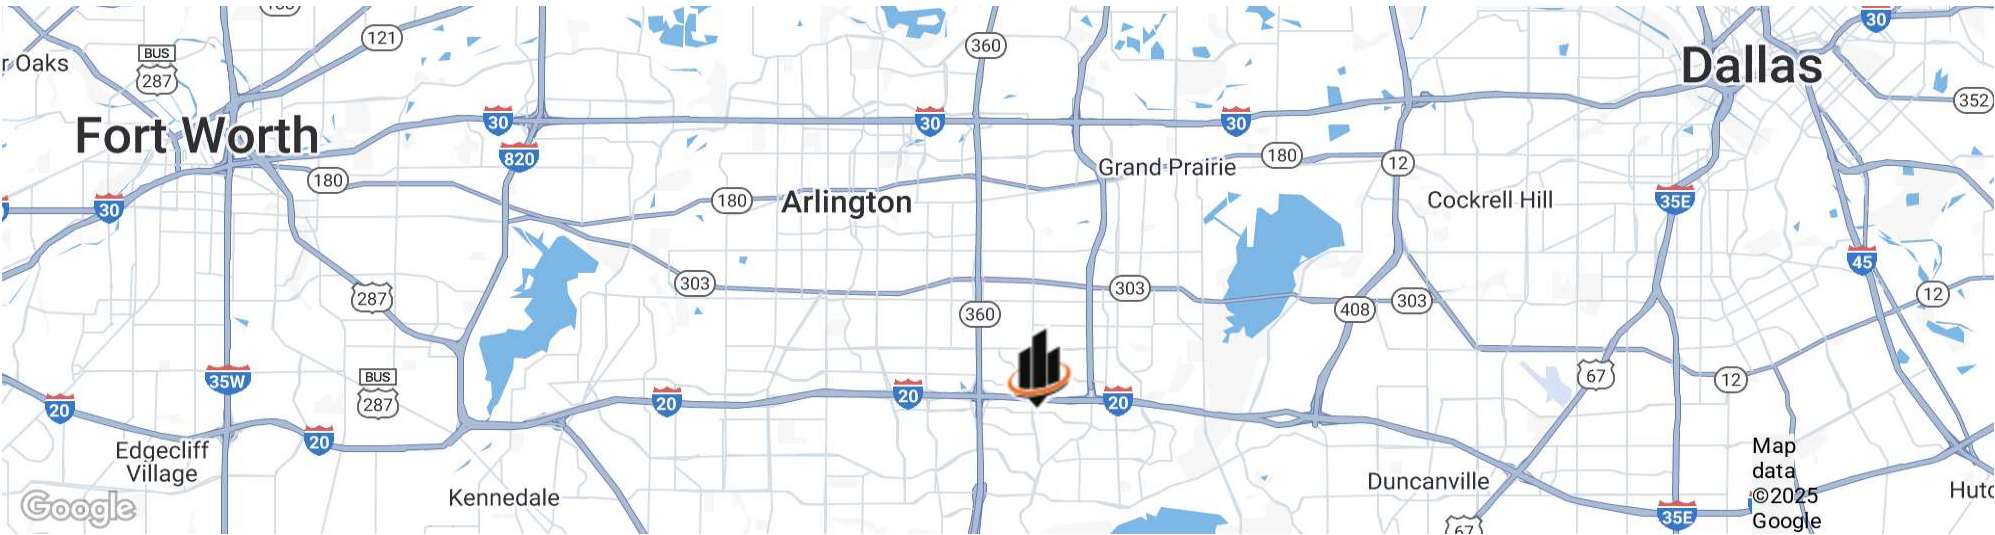 30
121
360
BUS
287
r Oaks
Dallas
352
30
30
30
Fort Worth
820
180
12
Grand Prairie
180
180
Arlington
Cockrell Hill
35E
30
45
287
303
303
408
303
12
360
35W
BUS
287
67
12
20
20
20
20
20
Edgecliff
Village
Kennedale
Duncanville
Map
data
©2025
Google
Google
Hutc
35E
67